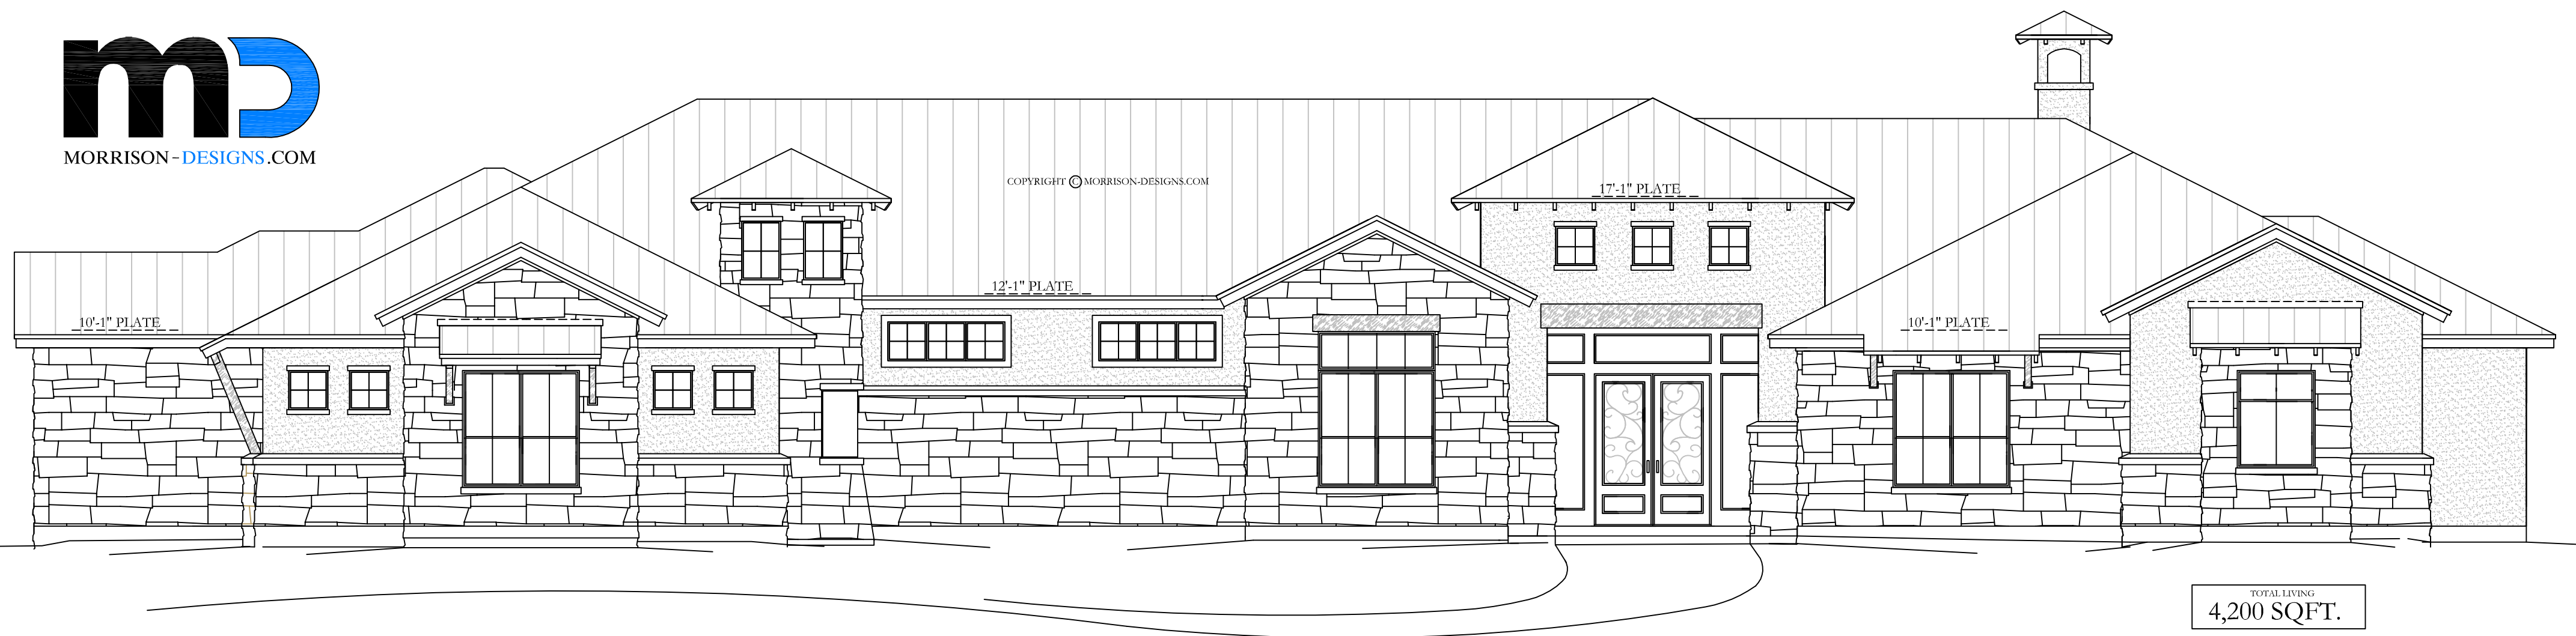 mD
MORRISON-DESIGNS.COM
COPYRIGHT © MORRISON-DESIGNS.COM
17'-1" PLATE
12'-1" PLATE
10'-1" PLATE
10'-1" PLATE
TOTAL LIVING
4,200 SQFT.